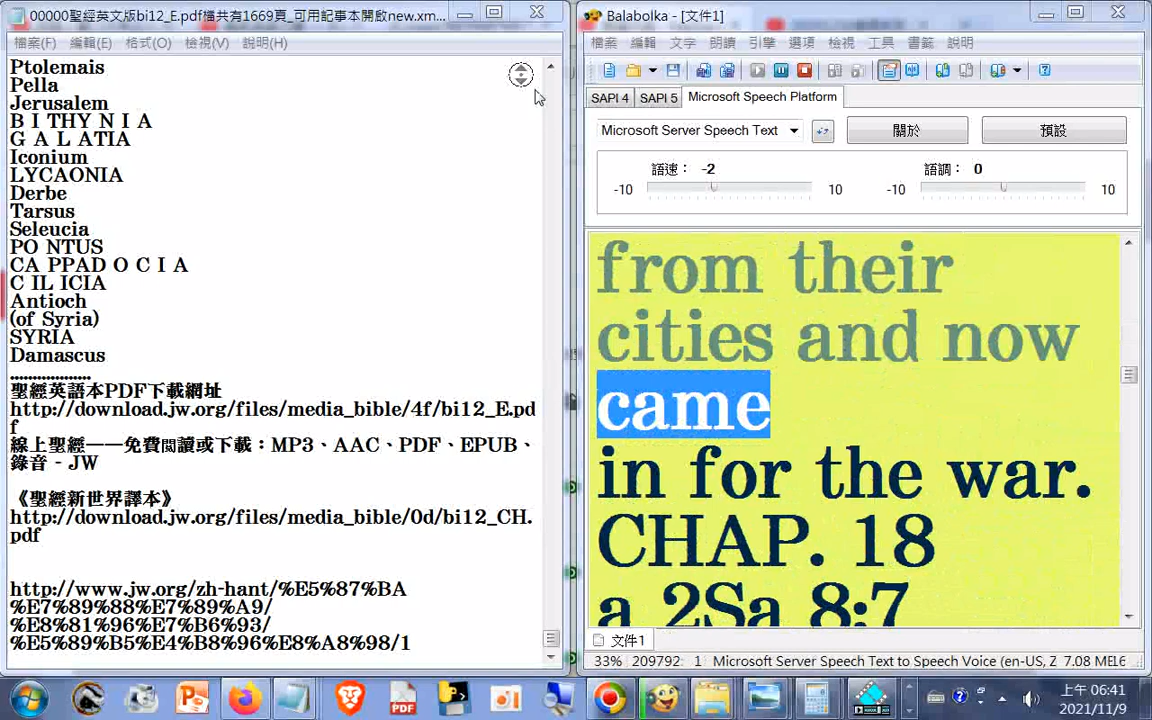 00000聖經英文版bi12_E.pdf檔共有1669頁_可用記事本開啟new.xm...
檔案(F) 編輯(E) 格式(O) 檢視(V) 說明(H)
Ptolemais
Pella
Jerusalem
B I THY N I A
G A L ATIA
Iconium
LYCAONIA
Derbe
Tarsus
Seleucia
PO NTUS
CA PPAD O C I A
C IL ICIA
Antioch
(of Syria)
SYRIA
Damascus
..................
聖經英語本PDF下載網址
http://download.jw.org/files/media_bible/4f/bi12_E.pd
f
線上聖經——免費閱讀或下載：MP3、AAC、PDF、EPUB、
錄音 - JW
《聖經新世界譯本》
http://download.jw.org/files/media_bible/0d/bi12_CH.
pdf
http://www.jw.org/zh-hant/%E5%87%BA
%E7%89%88%E7%89%A9/
%E8%81%96%E7%B6%93/
%E5%89%B5%E4%B8%96%E8%A8%98/1
Balabolka - [文件1]
檔案 編輯 文字 朗讀 引擎 選項 檢視 工具 書籤 說明
SAPI 4 SAPI 5 Microsoft Speech Platform
Microsoft Server Speech Text 關於 預設
語速： -2 語調： 0
-10 10 -10 10
from their
cities and now
came
in for the war.
CHAP. 18
a 2Sa 8:7
文件1
33% 209792: 1 Microsoft Server Speech Text to Speech Voice (en-US, Z 7.08 МЕ16
PDF
上午 06:41
2021/11/9